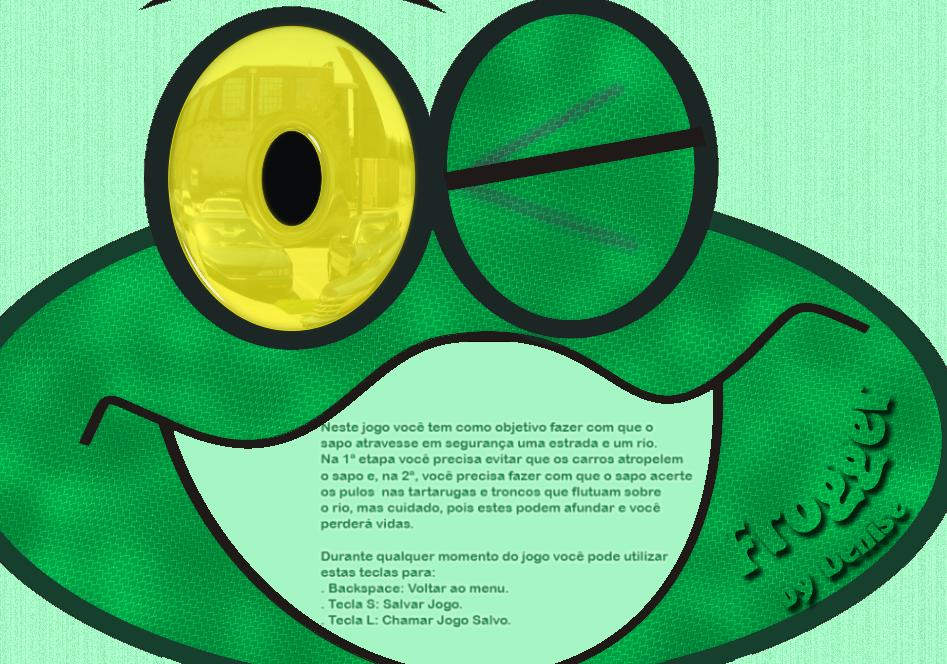 Neste jogo você tem como objetivo fazer com que o
sapo atravesse em segurança uma estrada e um rio.
Na 1ª etapa você precisa evitar que os carros atropelem
o sapo e, na 2ª, você precisa fazer com que o sapo acerte
os pulos nas tartarugas e troncos que flutuam sobre
o rio, mas cuidado, pois estes podem afundar e você
perderá vidas.
Durante qualquer momento do jogo você pode utilizar
estas teclas para:
. Backspace: Voltar ao menu.
. Tecla S: Salvar Jogo.
. Tecla L: Chamar Jogo Salvo.
Frogger
by Denise